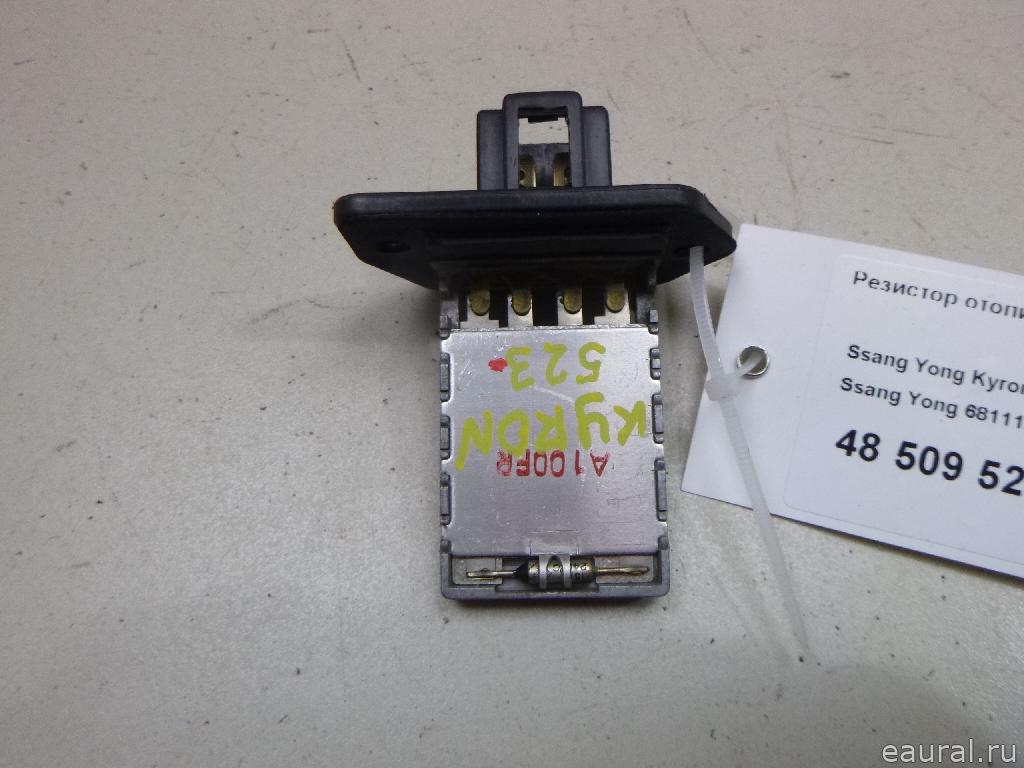 523
KYRON
A100FR
Резистор отопи
Ssang Yong Kyron
Ssang Yong 68111
48 509 52
eaural.ru